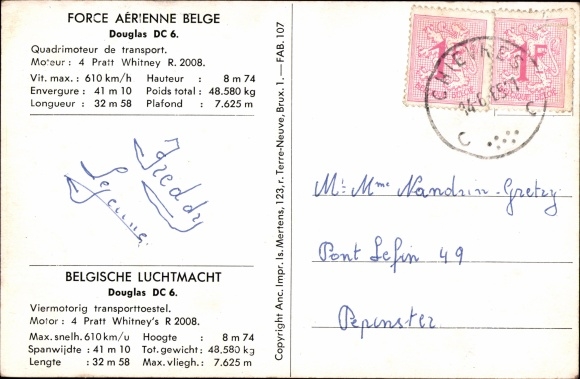 FORCE AÉRIENNE BELGE
Douglas DC 6.
Quadrimoteur de transport.
Moteur : 4 Pratt Whitney R. 2008.
Vit. max. : 610 km/h Hauteur : 8 m 74
Envergure : 41 m 10 Poids total : 48.580 kg
Longueur : 32 m 58 Plafond : 7.625 m
Freddy
Lejeune
BELGISCHE LUCHTMACHT
Douglas DC 6.
Viermotorig transporttoestel.
Motor : 4 Pratt Whitney's R 2008.
Max. snelh. 610 km/u Hoogte : 8 m 74
Spanwijdte : 41 m 10 Tot. gewicht : 48,580 kg
Lengte : 32 m 58 Max. vliegh. : 7.625 m
Copyright Anc. Impr. Is. Mertens, 123, r. Terre-Neuve, Brux. 1. — FAB. 107
1F
CHIEVRES
C C
Mr Mme Nandrin-Gretry
Pont Lefin 49
Pepinster